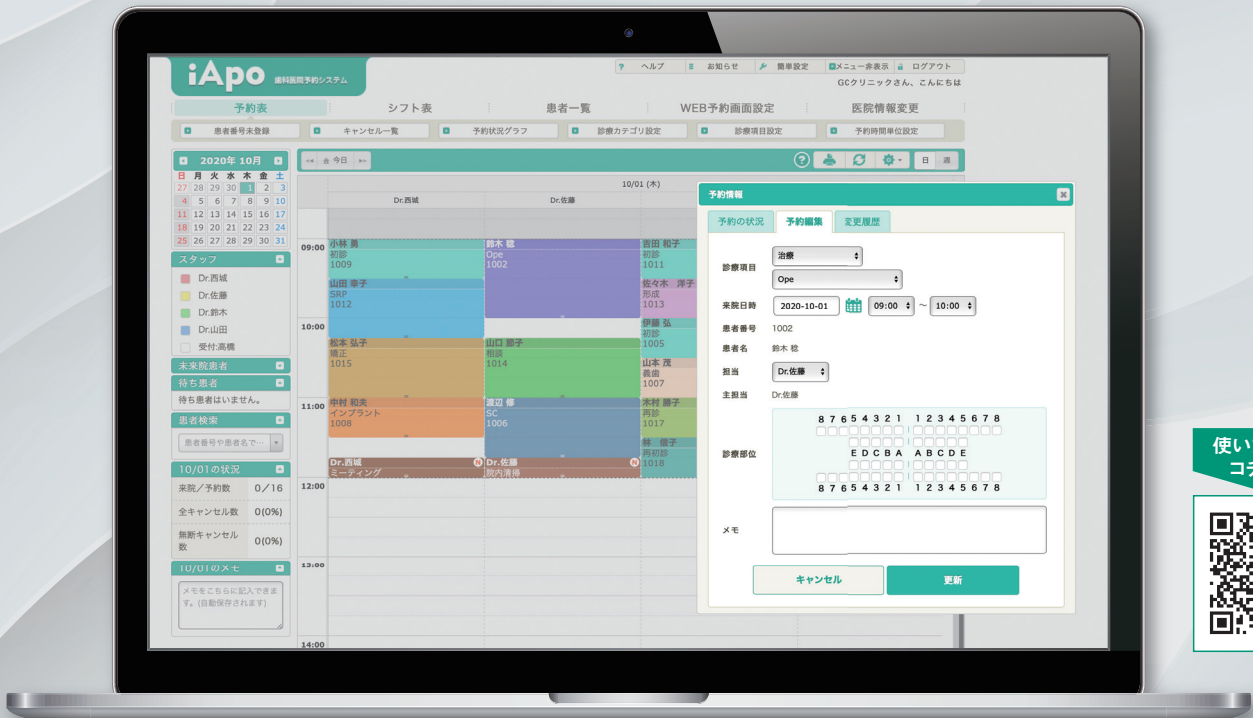 iApo 歯科医院予約システム
? ヘルプ お知らせ 簡単設定 メニュー非表示 ログアウト
GCクリニックさん、こんにちは
予約表 シフト表 患者一覧 WEB予約画面設定 医院情報変更
患者番号未登録 キャンセル一覧 予約状況グラフ 診療カテゴリ設定 診療項目設定 予約時間単位設定
2020年 10月
日 月 火 水 木 金 土
27 28 29 30 1 2 3
4 5 6 7 8 9 10
11 12 13 14 15 16 17
18 19 20 21 22 23 24
25 26 27 28 29 30 31
スタッフ
Dr.西城
Dr.佐藤
Dr.鈴木
Dr.山田
受付:高橋
未来院患者
待ち患者
待ち患者はいません。
患者検索
患者番号や患者名で…
10/01の状況
来院／予約数 0／16
全キャンセル数 0(0%)
無断キャンセル
数 0(0%)
10/01のメモ
メモをこちらに記入できま
す。(自動保存されます)
今日
? 日 週
10/01 (木)
Dr.西城 Dr.佐藤
09:00
10:00
11:00
12:00
13:00
14:00
小林 勇
初診
1009
山田 幸子
SRP
1012
松本 弘子
矯正
1015
中村 和夫
インプラント
1008
Dr.西城 N
ミーティング
鈴木 稔
Ope
1002
山口 節子
相談
1014
渡辺 修
SC
1006
Dr.佐藤 N
院内清掃
吉田 和子
初診
1011
佐々木 洋子
形成
1013
伊藤 弘
初診
1005
山本 茂
義歯
1007
木村 勝子
再診
1017
林 信子
再初診
1018
予約情報
予約の状況 予約編集 変更履歴
診療項目 治療
Ope
来院日時 2020-10-01 09:00 ～ 10:00
患者番号 1002
患者名 鈴木 稔
担当 Dr.佐藤
主担当 Dr.佐藤
診療部位
8 7 6 5 4 3 2 1 1 2 3 4 5 6 7 8
E D C B A A B C D E
8 7 6 5 4 3 2 1 1 2 3 4 5 6 7 8
メモ
キャンセル 更新
使い
コチ